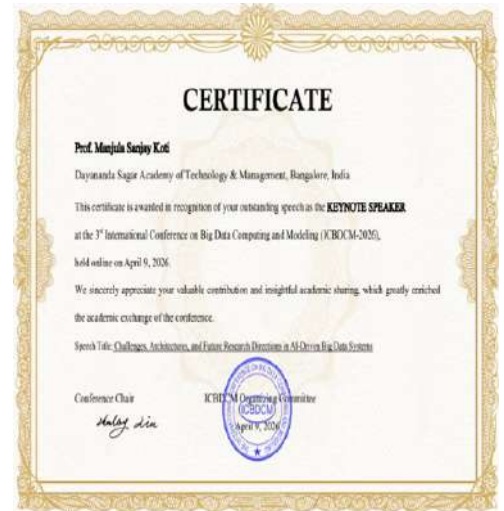 CERTIFICATE
Prof. Manjula Sanjay Koti
Dayananda Sagar Academy of Technology & Management, Bangalore, India
This certificate is awarded in recognition of your outstanding speech as the KEYNOTE SPEAKER
at the 3rd International Conference on Big Data Computing and Modeling (ICBDCM-2026),
held online on April 9, 2026.
We sincerely appreciate your valuable contribution and insightful academic sharing, which greatly enriched
the academic exchange of the conference.
Speech Title: Challenges, Architectures, and Future Research Directions in AI-Driven Big Data Systems
Conference Chair
ICBDCM Organizing Committee
ICBDCM
April 9, 2026